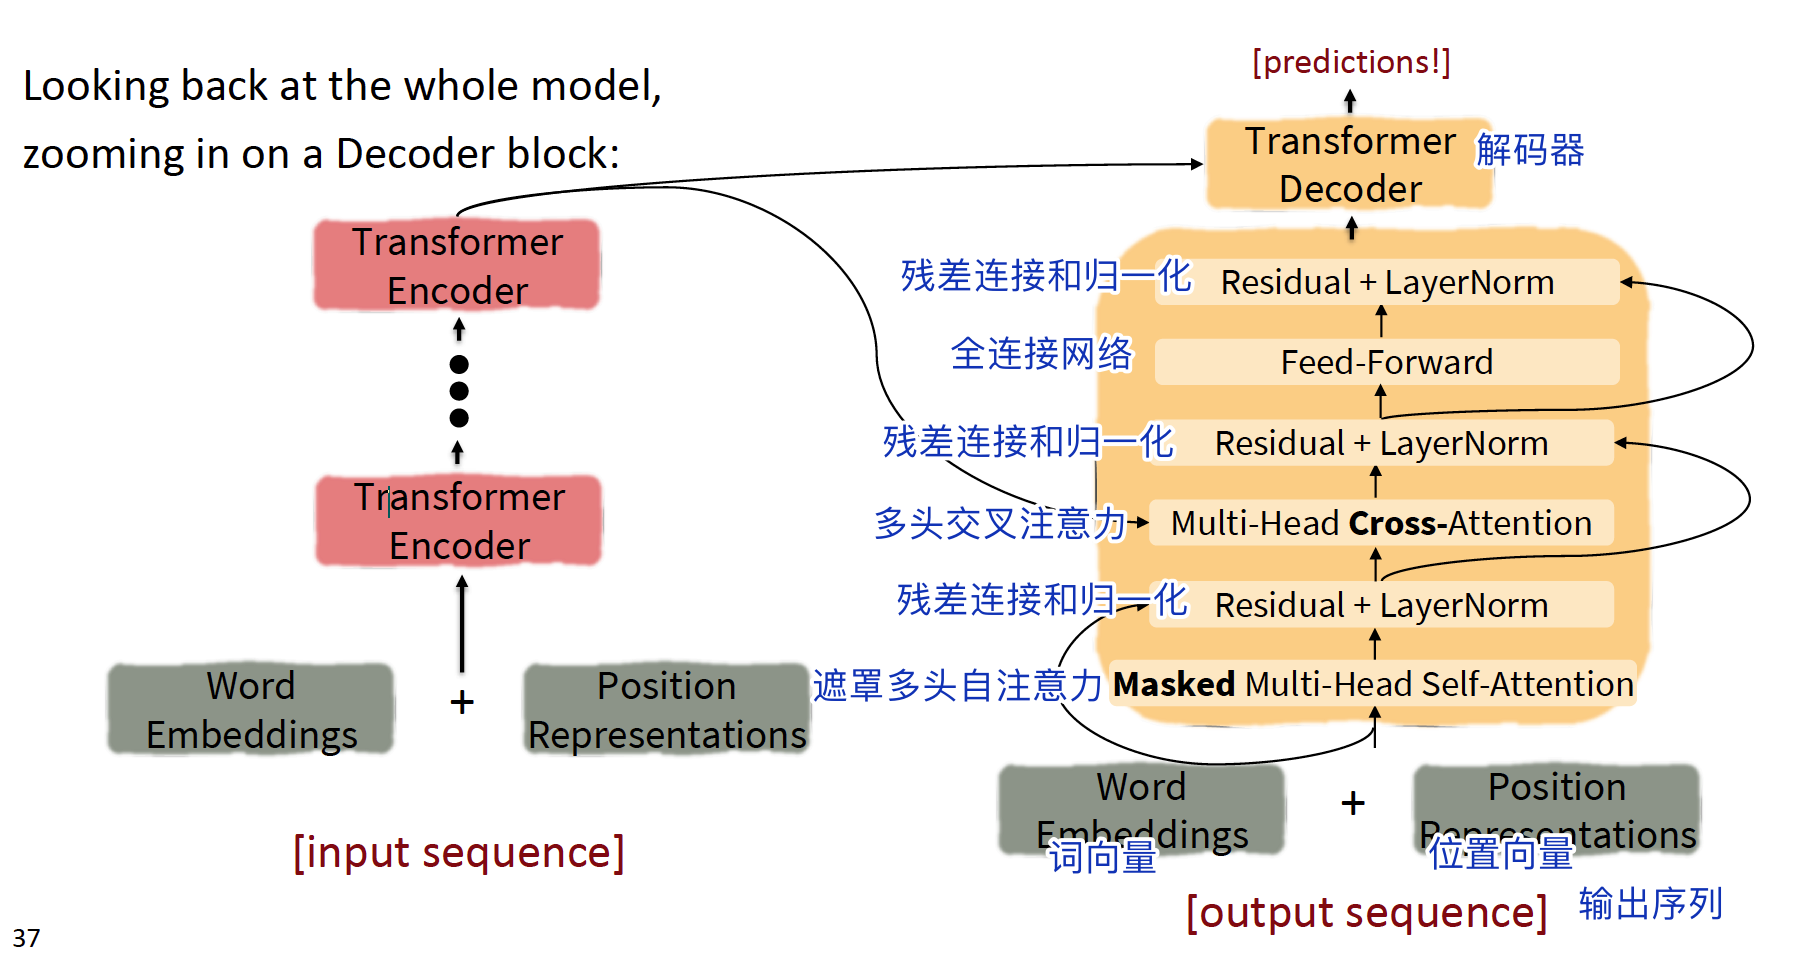 Looking back at the whole model,
zooming in on a Decoder block:
[predictions!]
Transformer
Decoder
解码器
Transformer
Encoder
残差连接和归一化
Residual + LayerNorm
全连接网络
Feed-Forward
残差连接和归一化
Residual + LayerNorm
Transformer
Encoder
多头交叉注意力
Multi-Head Cross-Attention
残差连接和归一化
Residual + LayerNorm
Word
Embeddings
+
Position
Representations
遮罩多头自注意力
Masked Multi-Head Self-Attention
Word
Embeddings
词向量
+
Position
Representations
位置向量
[input sequence]
[output sequence]
输出序列
37